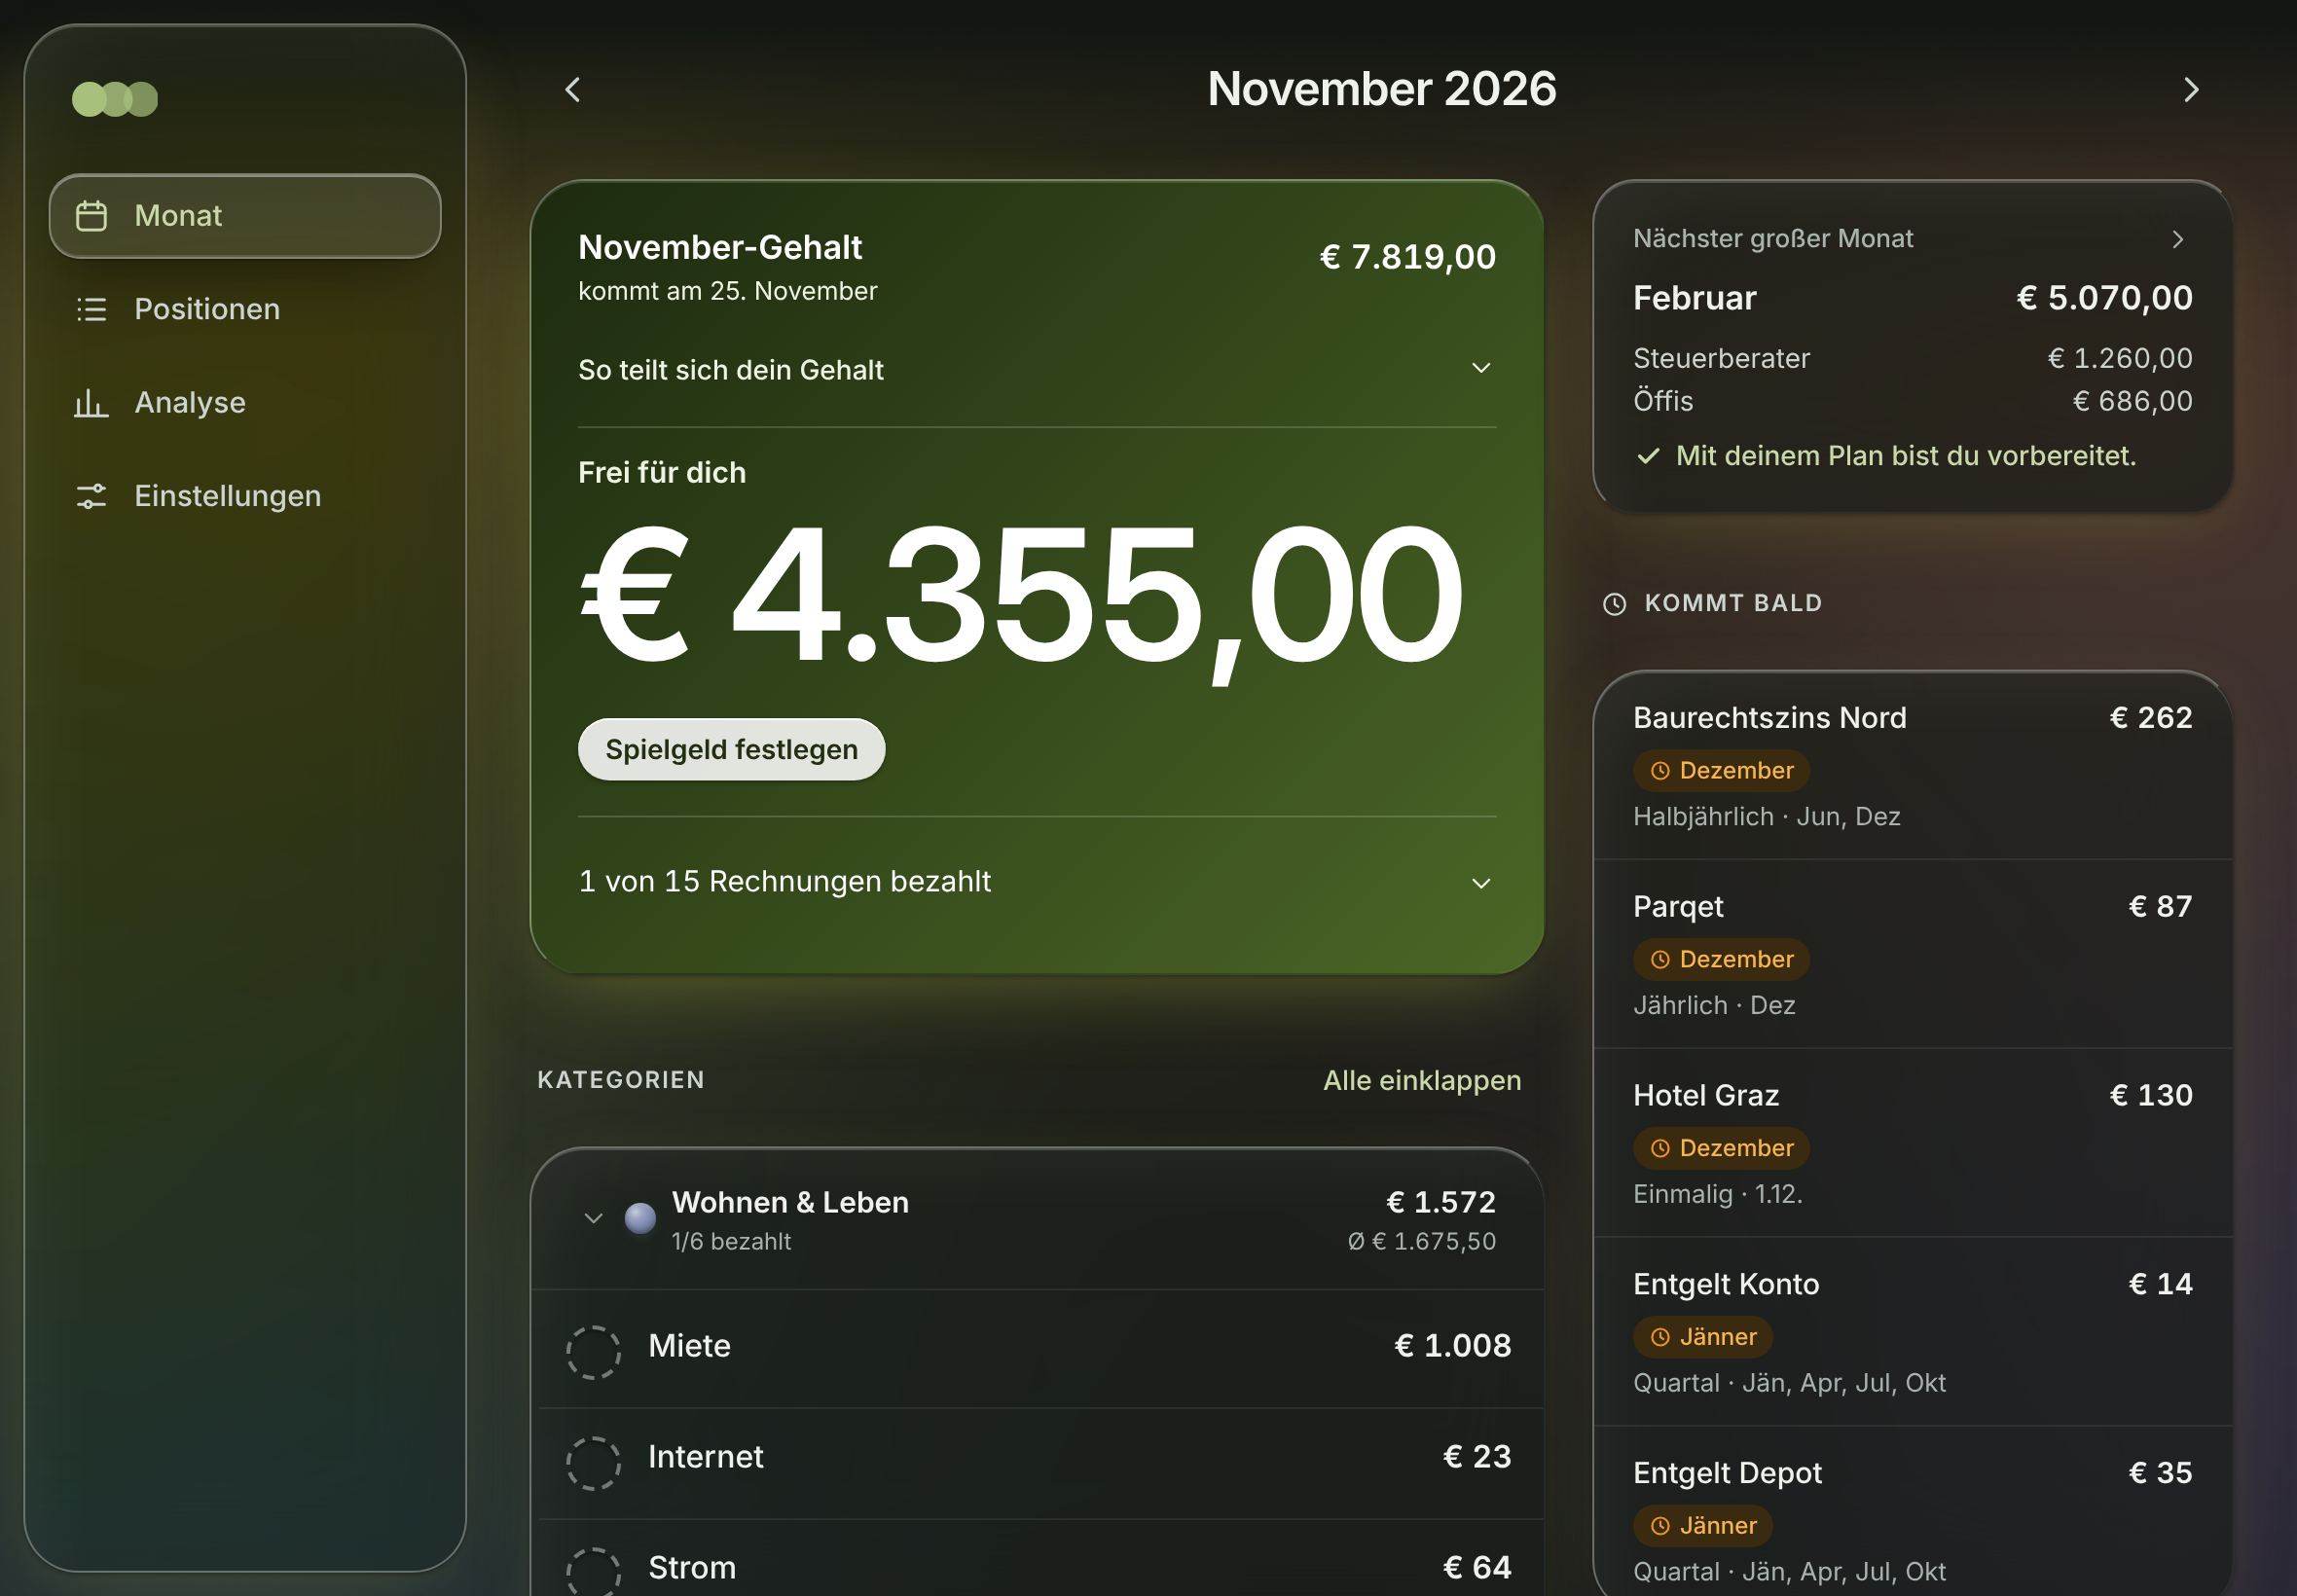 Monat
Positionen
Analyse
Einstellungen
November 2026
November-Gehalt
€ 7.819,00
kommt am 25. November
So teilt sich dein Gehalt
Frei für dich
€ 4.355,00
Spielgeld festlegen
1 von 15 Rechnungen bezahlt
KATEGORIEN
Alle einklappen
Wohnen & Leben
€ 1.572
1/6 bezahlt
Ø € 1.675,50
Miete
€ 1.008
Internet
€ 23
Strom
€ 64
Nächster großer Monat
Februar
€ 5.070,00
Steuerberater
€ 1.260,00
Öffis
€ 686,00
Mit deinem Plan bist du vorbereitet.
KOMMT BALD
Baurechtszins Nord
€ 262
Dezember
Halbjährlich · Jun, Dez
Parqet
€ 87
Dezember
Jährlich · Dez
Hotel Graz
€ 130
Dezember
Einmalig · 1.12.
Entgelt Konto
€ 14
Jänner
Quartal · Jän, Apr, Jul, Okt
Entgelt Depot
€ 35
Jänner
Quartal · Jän, Apr, Jul, Okt